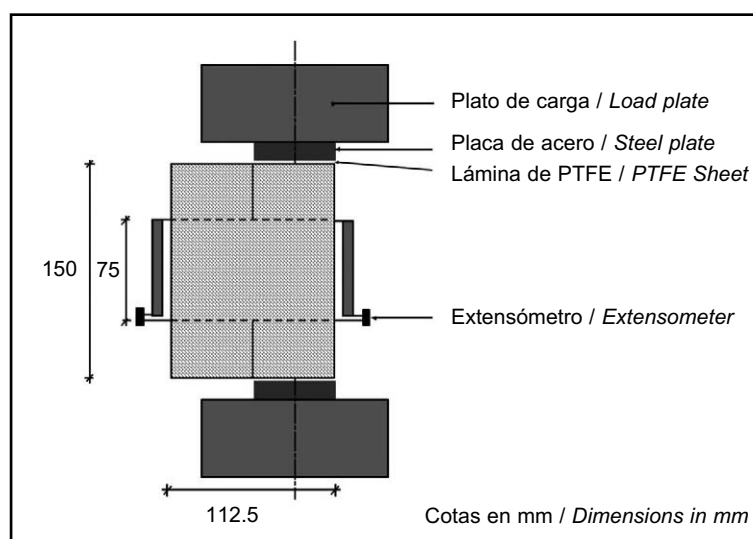 Plato de carga / Load plate
Placa de acero / Steel plate
Lámina de PTFE / PTFE Sheet
150
75
Extensómetro / Extensometer
112.5
Cotas en mm / Dimensions in mm